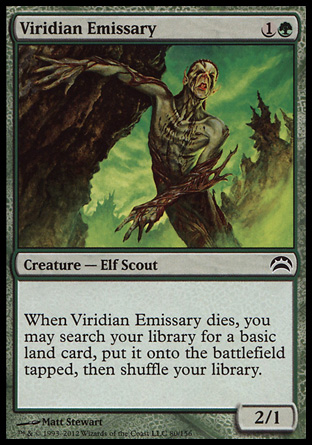 Viridian Emissary 1
Creature — Elf Scout
When Viridian Emissary dies, you
may search your library for a basic
land card, put it onto the battlefield
tapped, then shuffle your library.
Matt Stewart
™ & © 1993–2012 Wizards of the Coast LLC 80/156
2/1